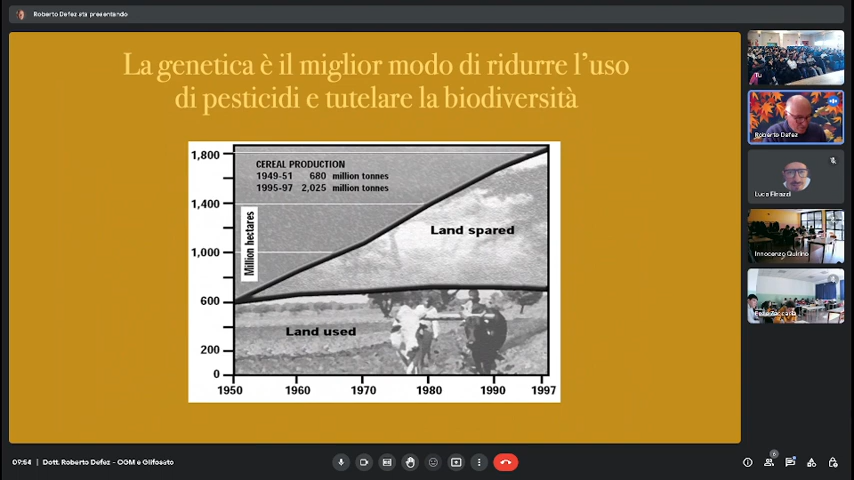 Roberto Defez sta presentando
La genetica è il miglior modo di ridurre l'uso
di pesticidi e tutelare la biodiversità
1,800
1,400
1,000
600
200
0
Million hectares
CEREAL PRODUCTION
1949-51 680 million tonnes
1995-97 2,025 million tonnes
Land spared
Land used
1950 1960 1970 1980 1990 1997
Tu
Roberto Defez
Innocenzo Quirino
09:54 | Dott. Roberto Defez - OGM e Glifosato